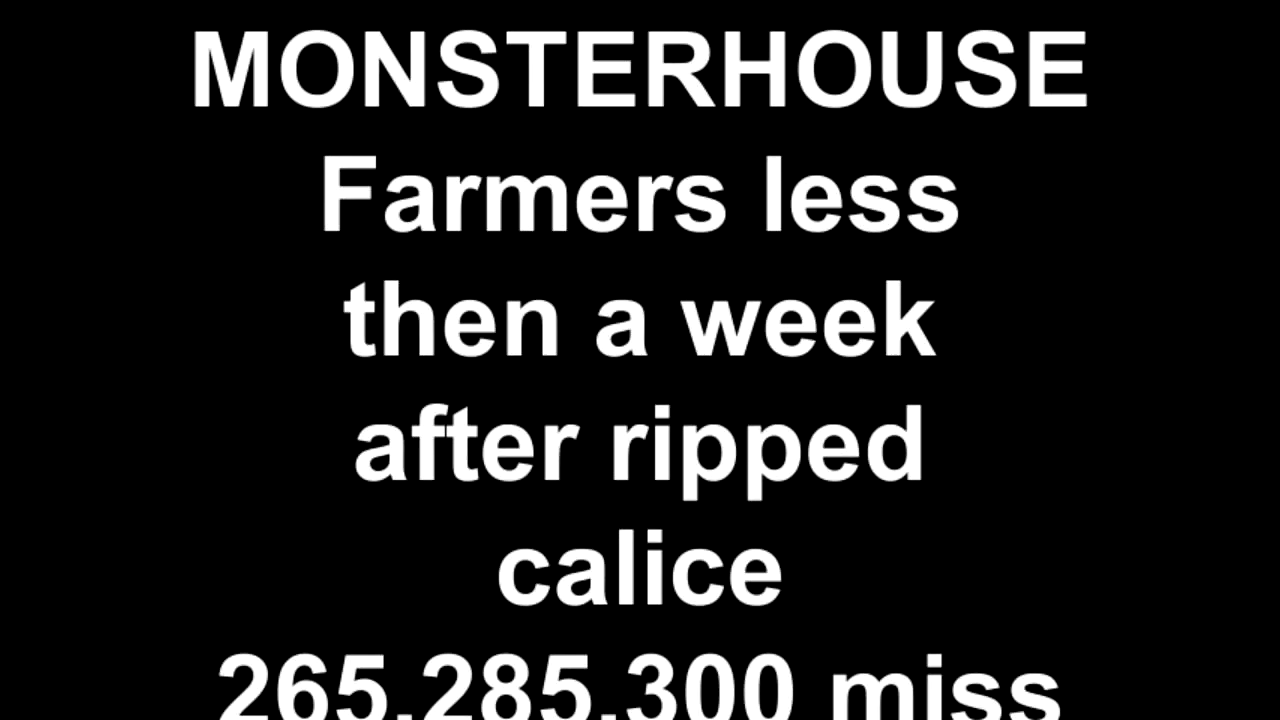 MONSTERHOUSE
Farmers less
then a week
after ripped
calice
265,285,300 miss